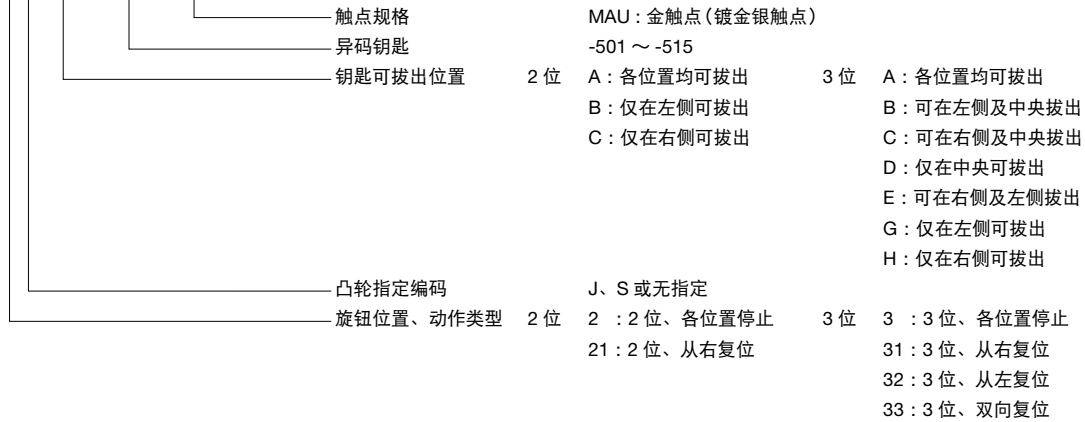 触点规格 MAU：金触点（镀金银触点）
异码钥匙 -501 ～ -515
钥匙可拔出位置 2 位 A：各位置均可拔出 3 位 A：各位置均可拔出
B：仅在左侧可拔出 B：可在左侧及中央拔出
C：仅在右侧可拔出 C：可在右侧及中央拔出
D：仅在中央可拔出
E：可在右侧及左侧拔出
G：仅在左侧可拔出
H：仅在右侧可拔出
凸轮指定编码 J、S 或无指定
旋钮位置、动作类型 2 位 2 ：2 位、各位置停止 3 位 3 ：3 位、各位置停止
21：2 位、从右复位 31：3 位、从右复位
32：3 位、从左复位
33：3 位、双向复位